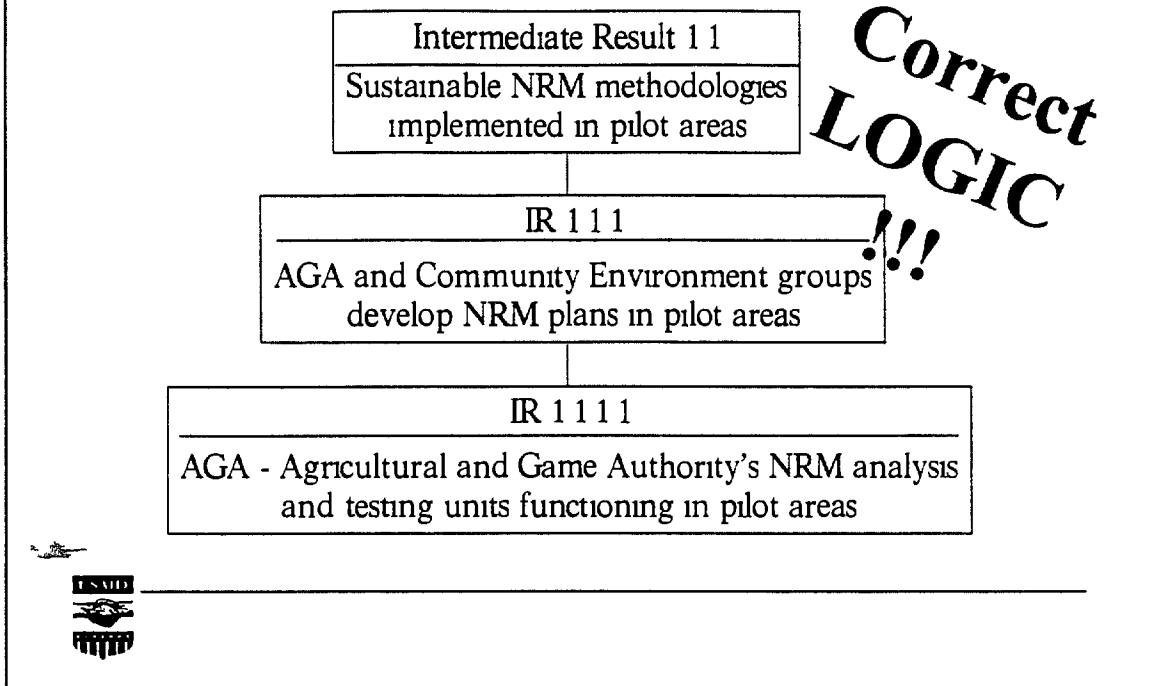 Intermediate Result 1 1
Sustainable NRM methodologies
implemented in pilot areas
Correct
LOGIC
!!!
IR 1 1 1
AGA and Community Environment groups
develop NRM plans in pilot areas
IR 1 1 1 1
AGA - Agricultural and Game Authority's NRM analysis
and testing units functioning in pilot areas
USAID